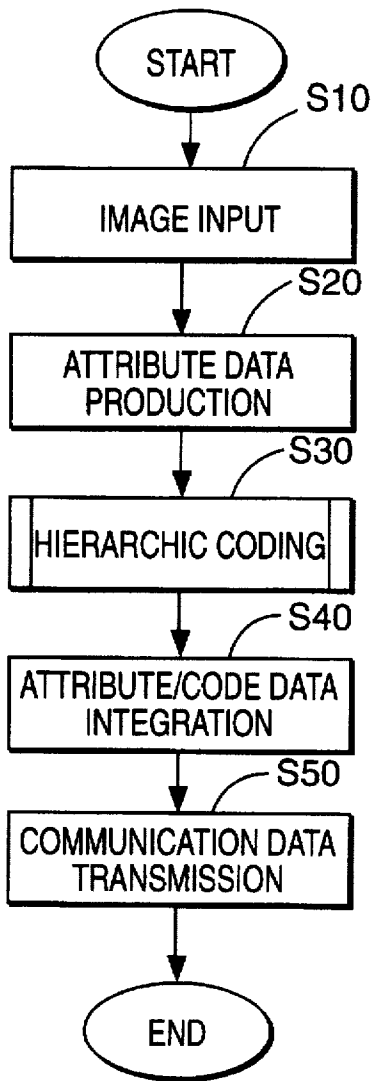 START
S10
IMAGE INPUT
S20
ATTRIBUTE DATA
PRODUCTION
S30
HIERARCHIC CODING
S40
ATTRIBUTE/CODE DATA
INTEGRATION
S50
COMMUNICATION DATA
TRANSMISSION
END